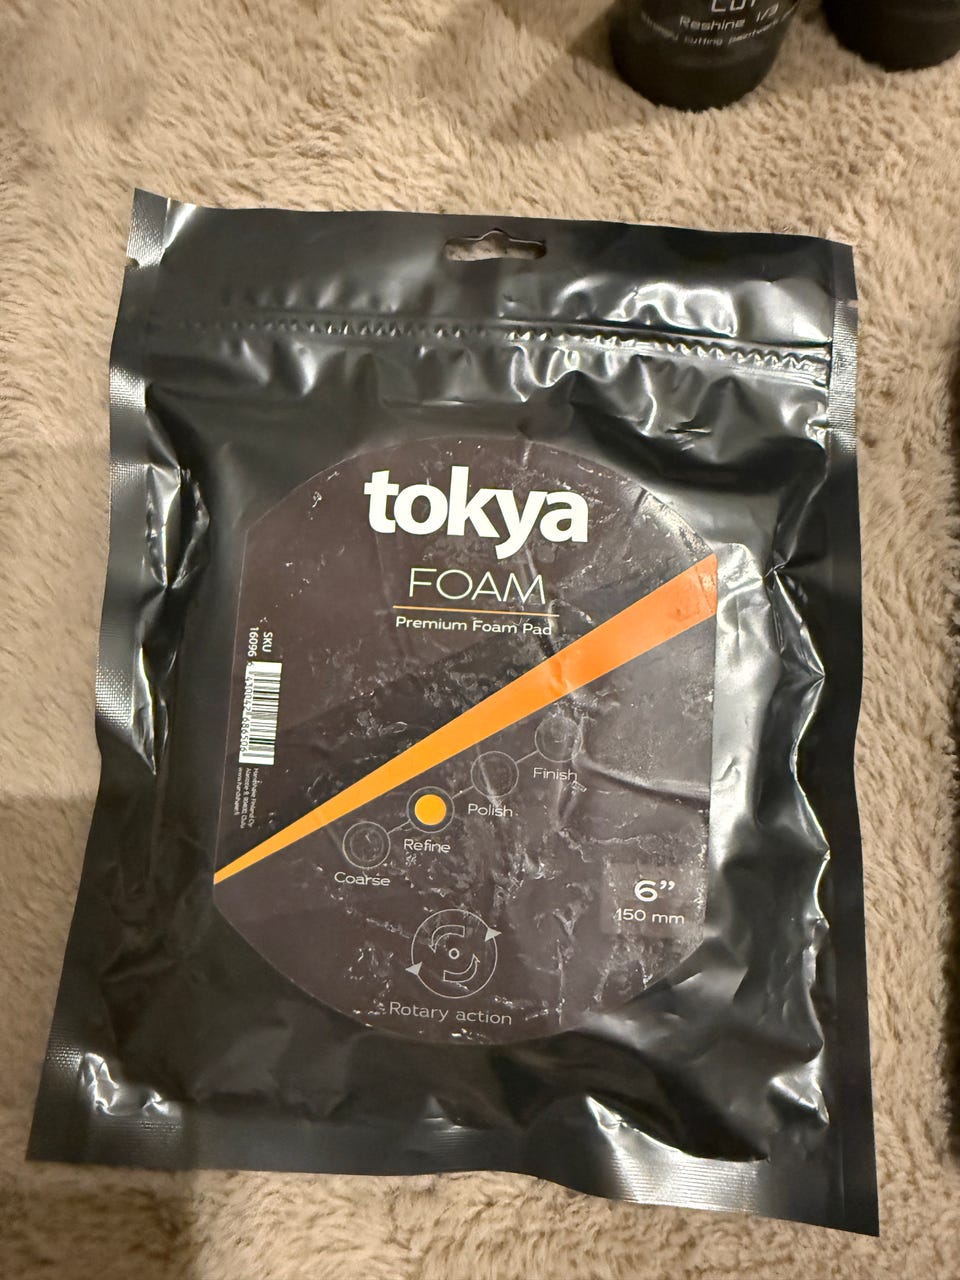 CUT
Reshine 1/3
cutting
tokya
FOAM
Premium Foam Pad
SKU
16096
Finish
Polish
Refine
Coarse
6”
150 mm
Rotary action